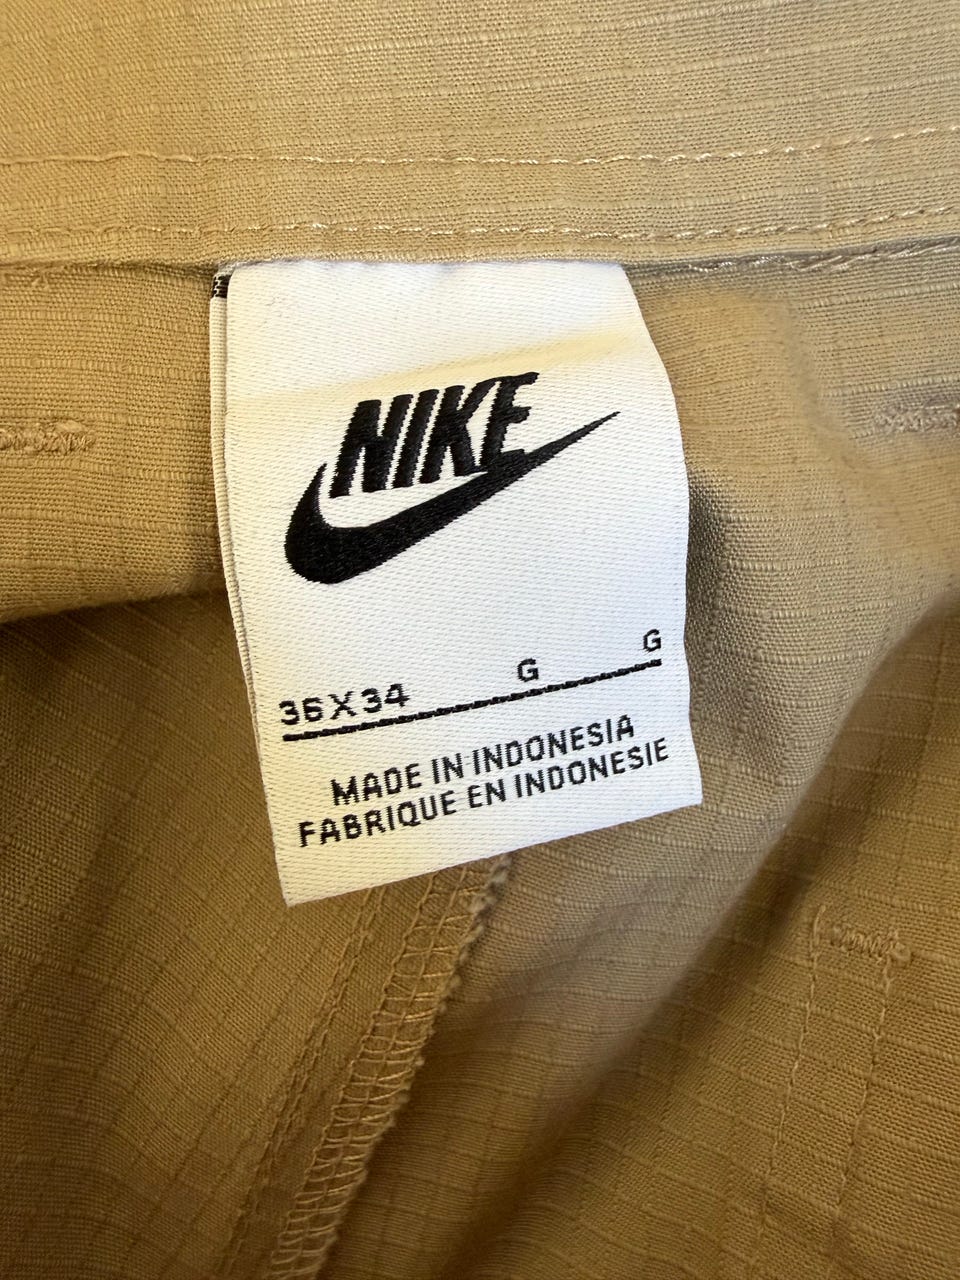 NIKE
36X34 G G
MADE IN INDONESIA
FABRIQUE EN INDONESIE